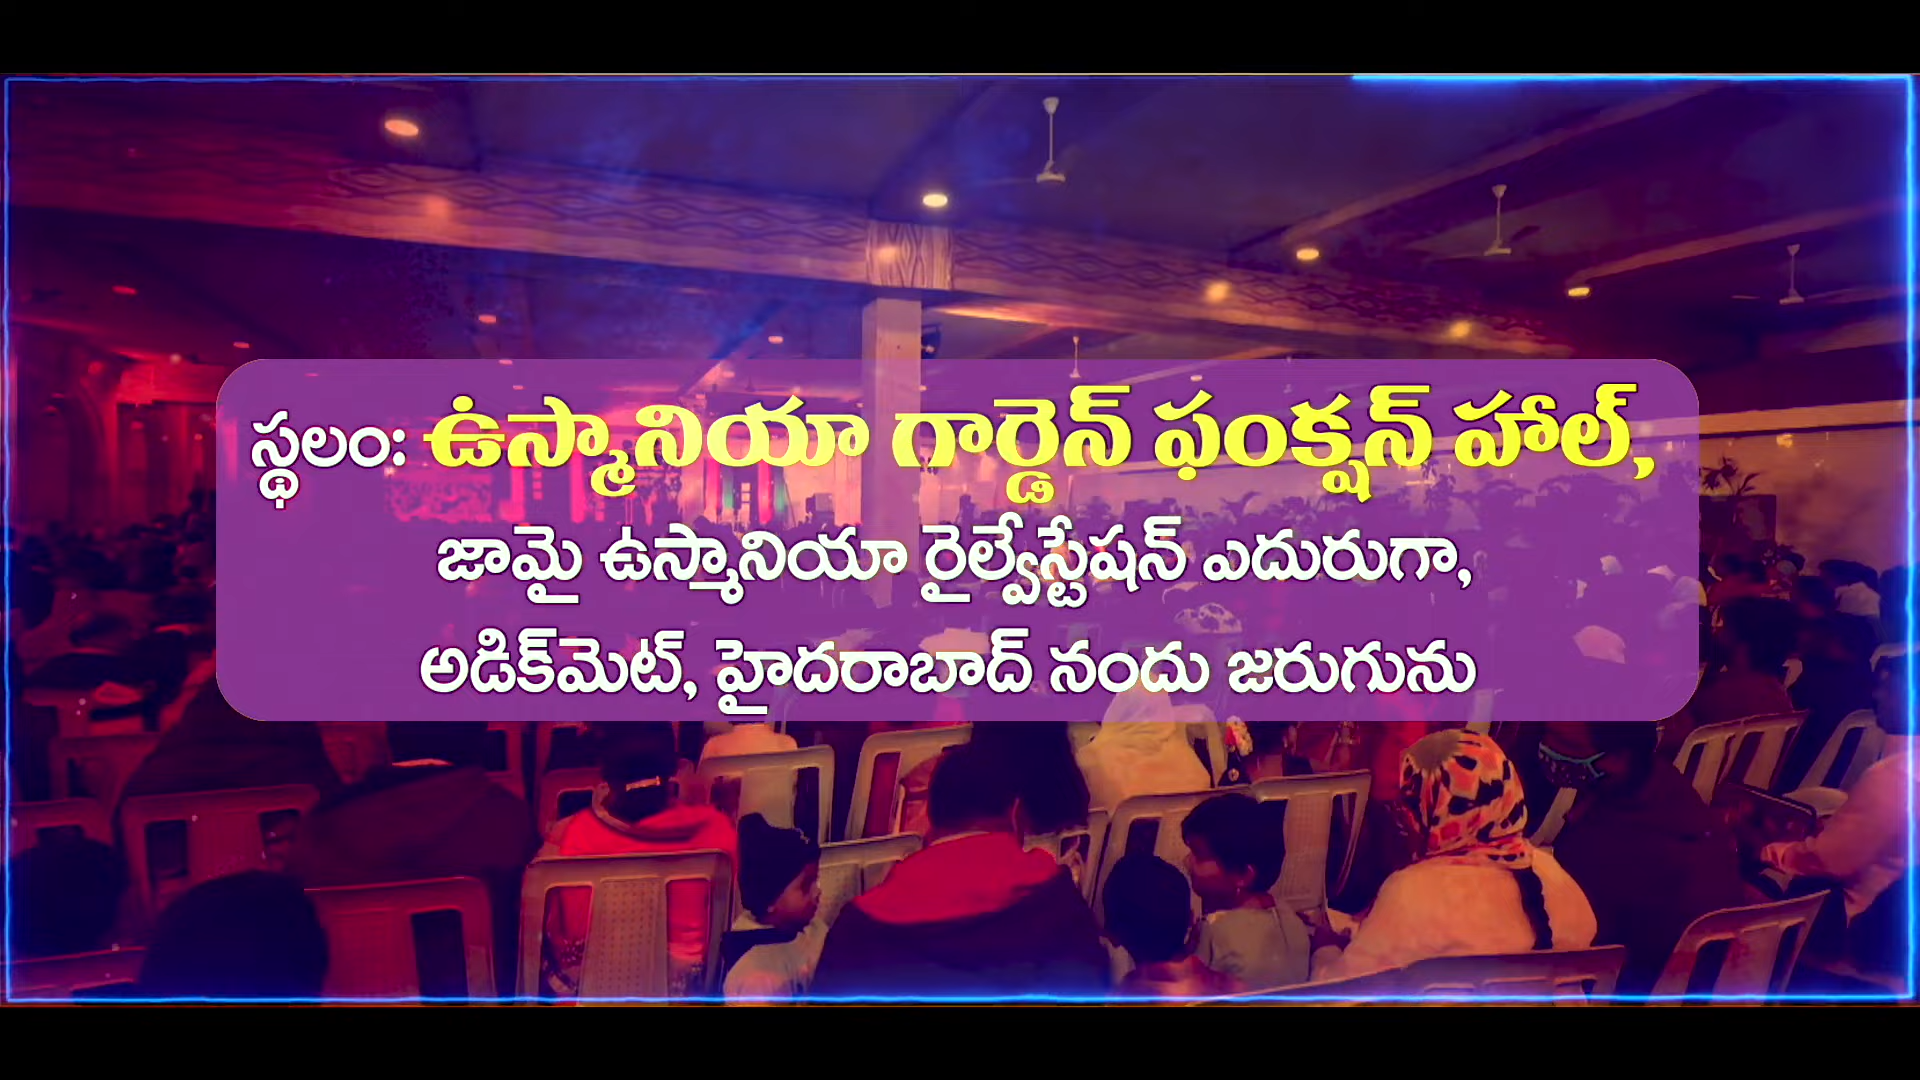 స్థలం: ఉస్మానియా గార్డెన్ ఫంక్షన్ హాల్,
జామై ఉస్మానియా రైల్వేస్టేషన్ ఎదురుగా,
అడిక్‌మెట్, హైదరాబాద్ నందు జరుగును